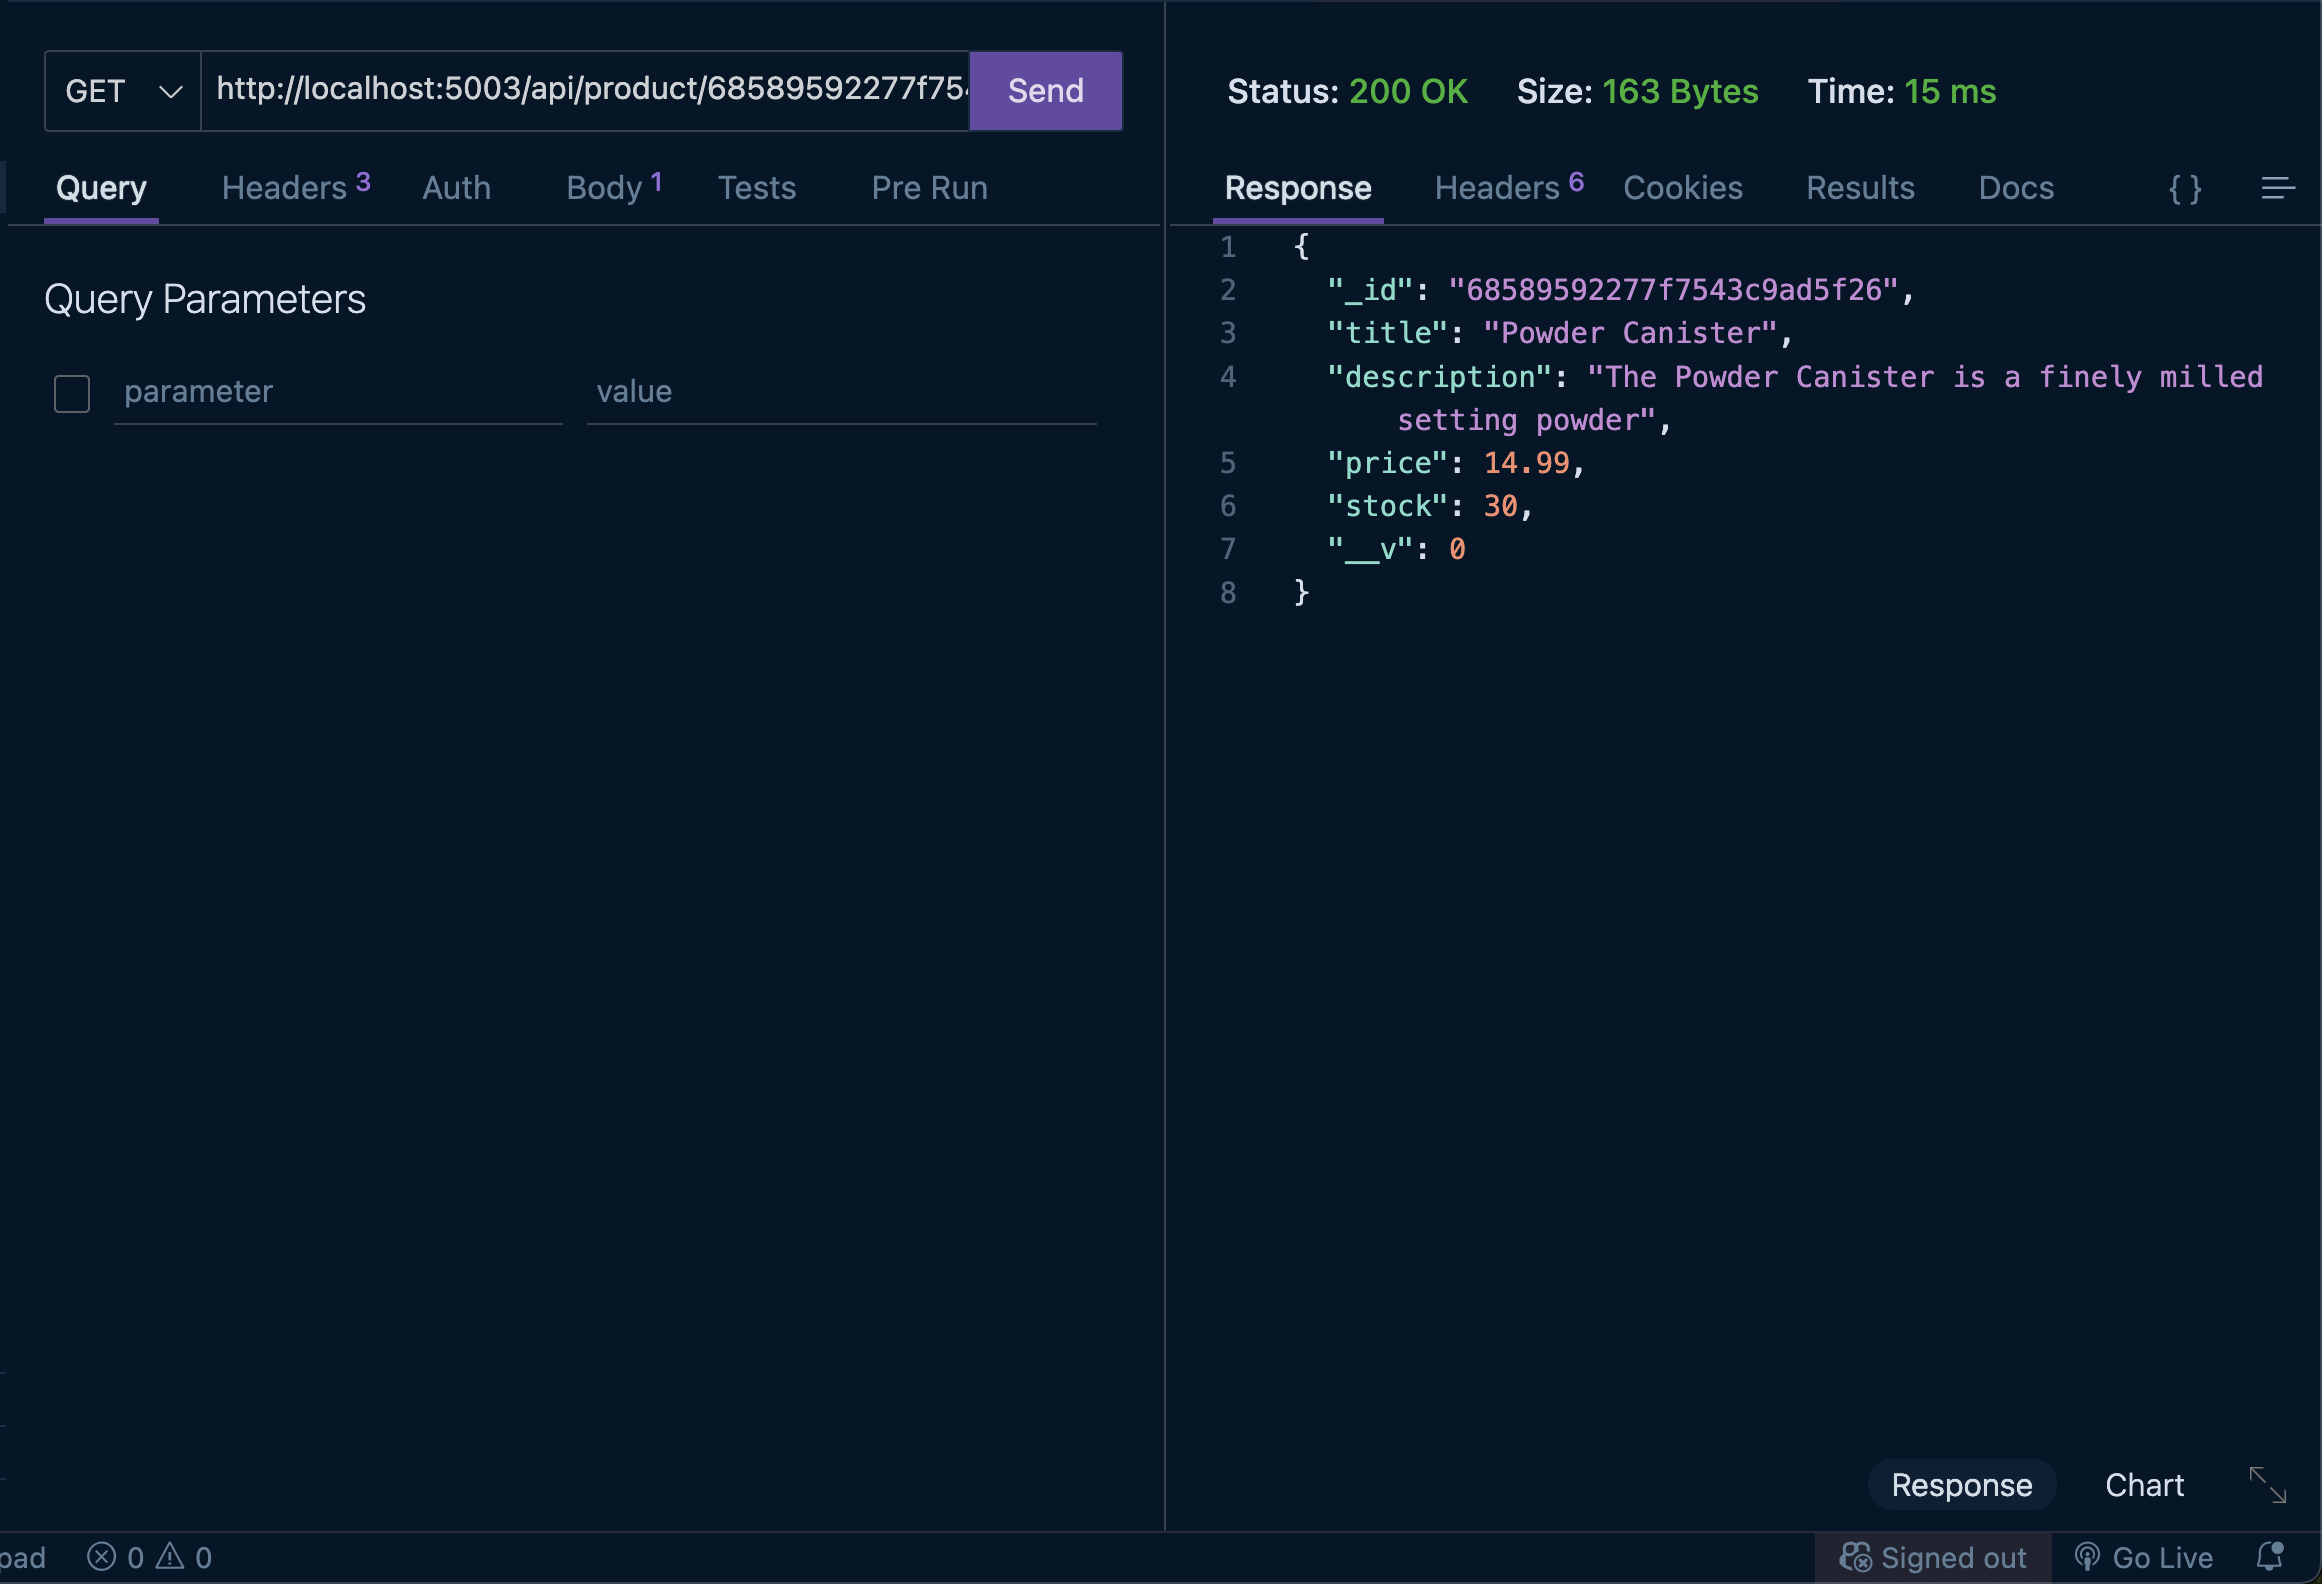 GET http://localhost:5003/api/product/68589592277f754 Send
Query Headers 3 Auth Body 1 Tests Pre Run
Query Parameters
parameter value
Status: 200 OK Size: 163 Bytes Time: 15 ms
Response Headers 6 Cookies Results Docs { }
1 {
2 "_id": "68589592277f7543c9ad5f26",
3 "title": "Powder Canister",
4 "description": "The Powder Canister is a finely milled
setting powder",
5 "price": 14.99,
6 "stock": 30,
7 "__v": 0
8 }
Response Chart
pad 0 0 Signed out Go Live